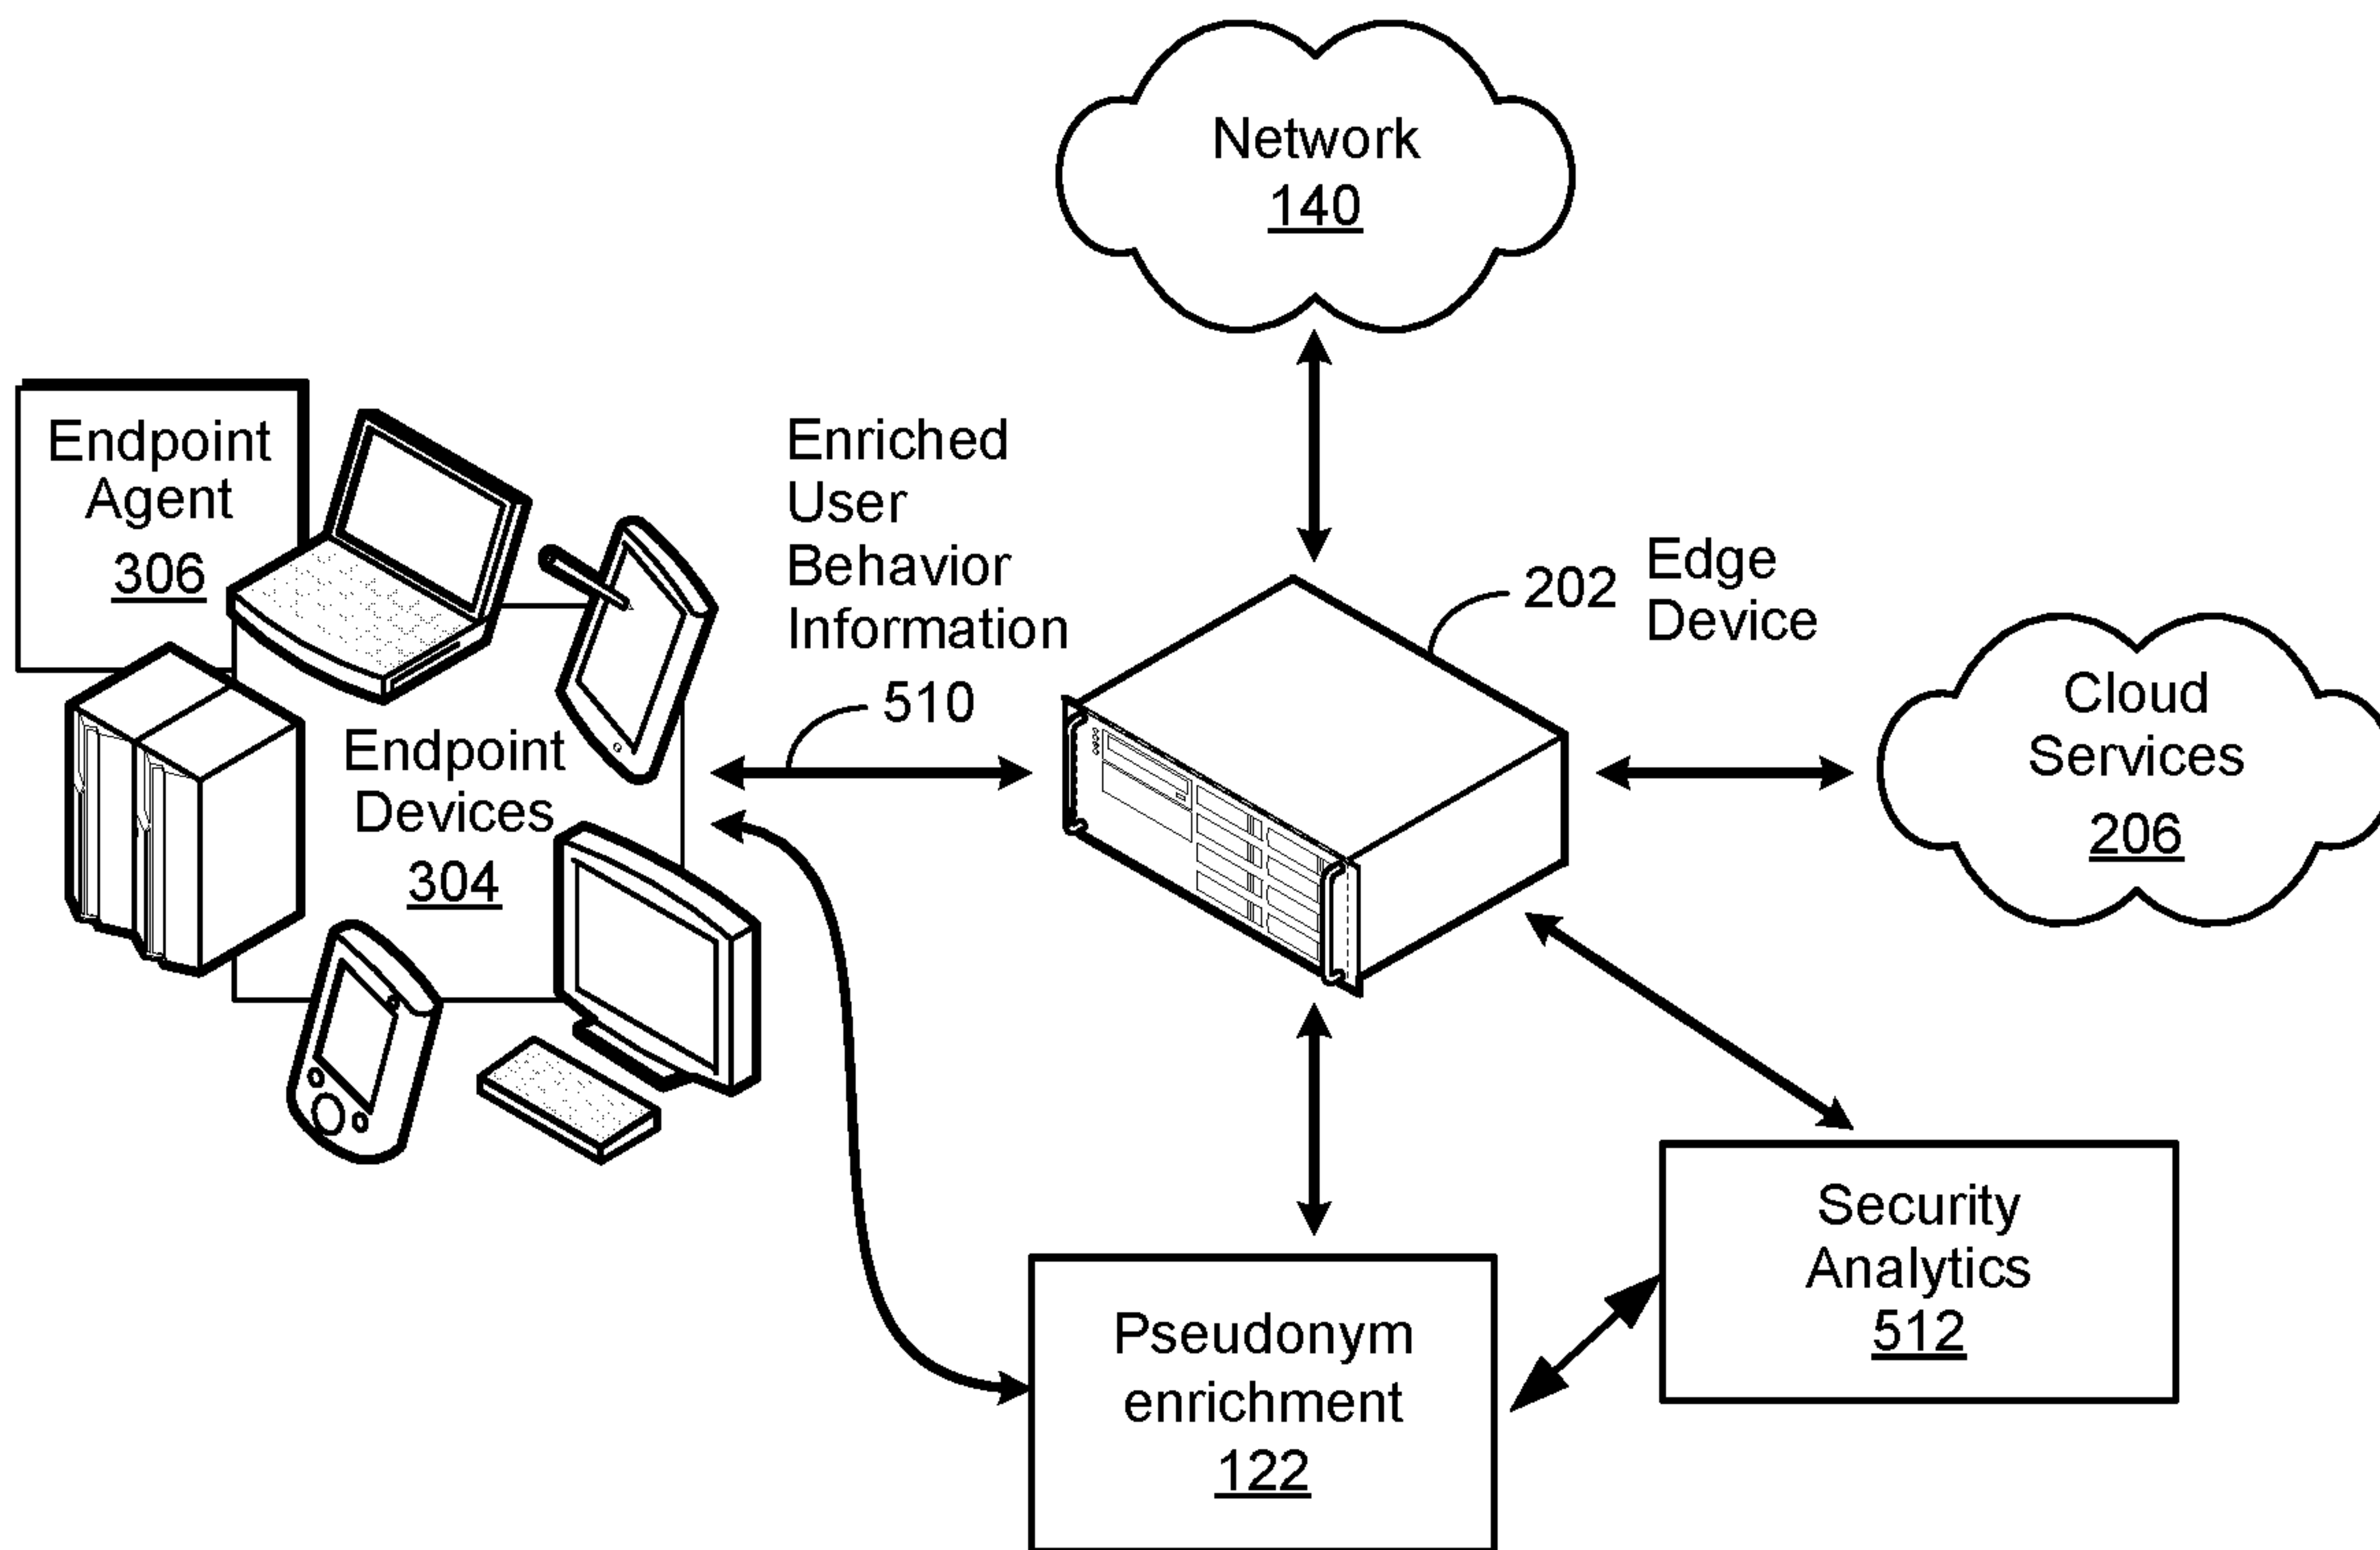 Network
140
Endpoint
Agent
306
Enriched
User
Behavior
Information
510
202
Edge
Device
Cloud
Services
206
Endpoint
Devices
304
Security
Analytics
512
Pseudonym
enrichment
122